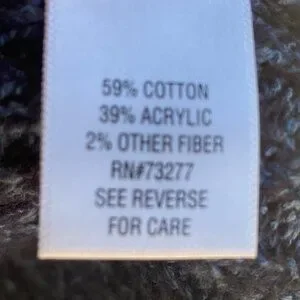 59% COTTON
39% ACRYLIC
2% OTHER FIBER
RN#73277
SEE REVERSE
FOR CARE